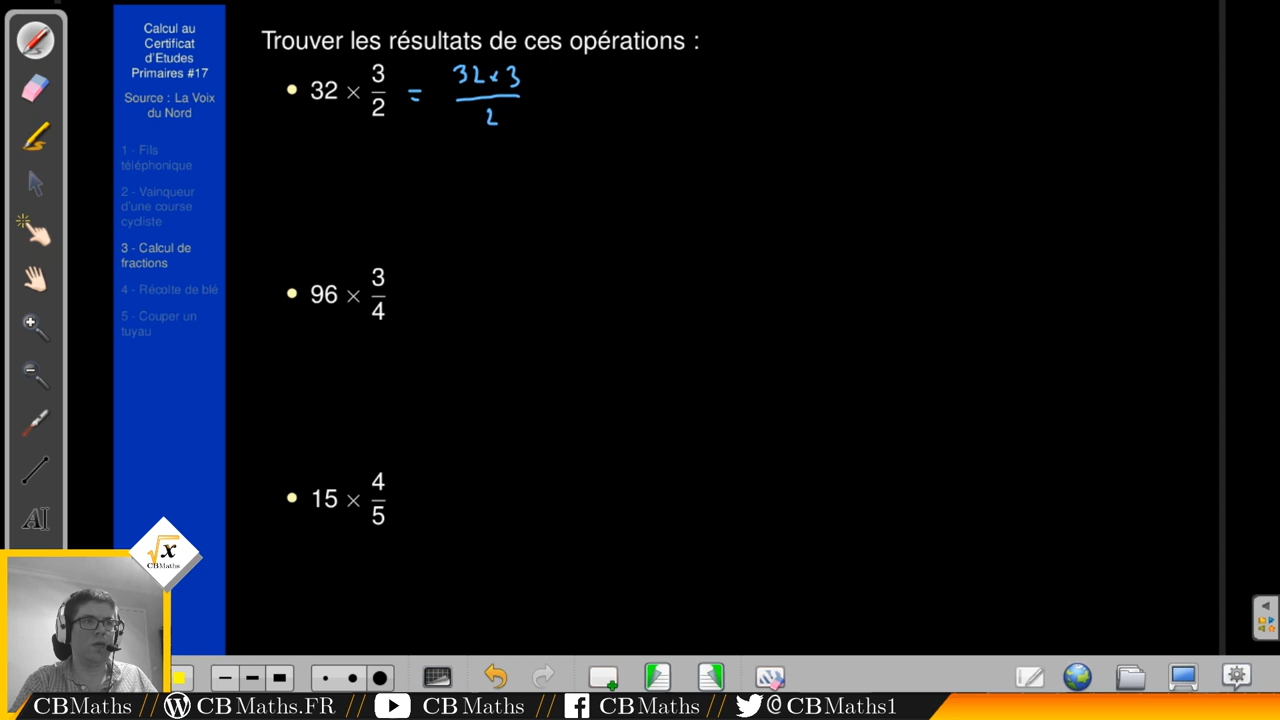 Calcul au
Certificat
d'Etudes
Primaires #17
Source : La Voix
du Nord
1 - Fils
téléphonique
2 - Vainqueur
d'une course
cycliste
3 - Calcul de
fractions
4 - Récolte de blé
5 - Couper un
tuyau
Trouver les résultats de ces opérations :
• 32 × 3/2 = 32 × 3 / 2
• 96 × 3/4
• 15 × 4/5
AI
√x
CBMaths
CBMaths // CBMaths.FR // CBMaths // CBMaths // @CBMaths1